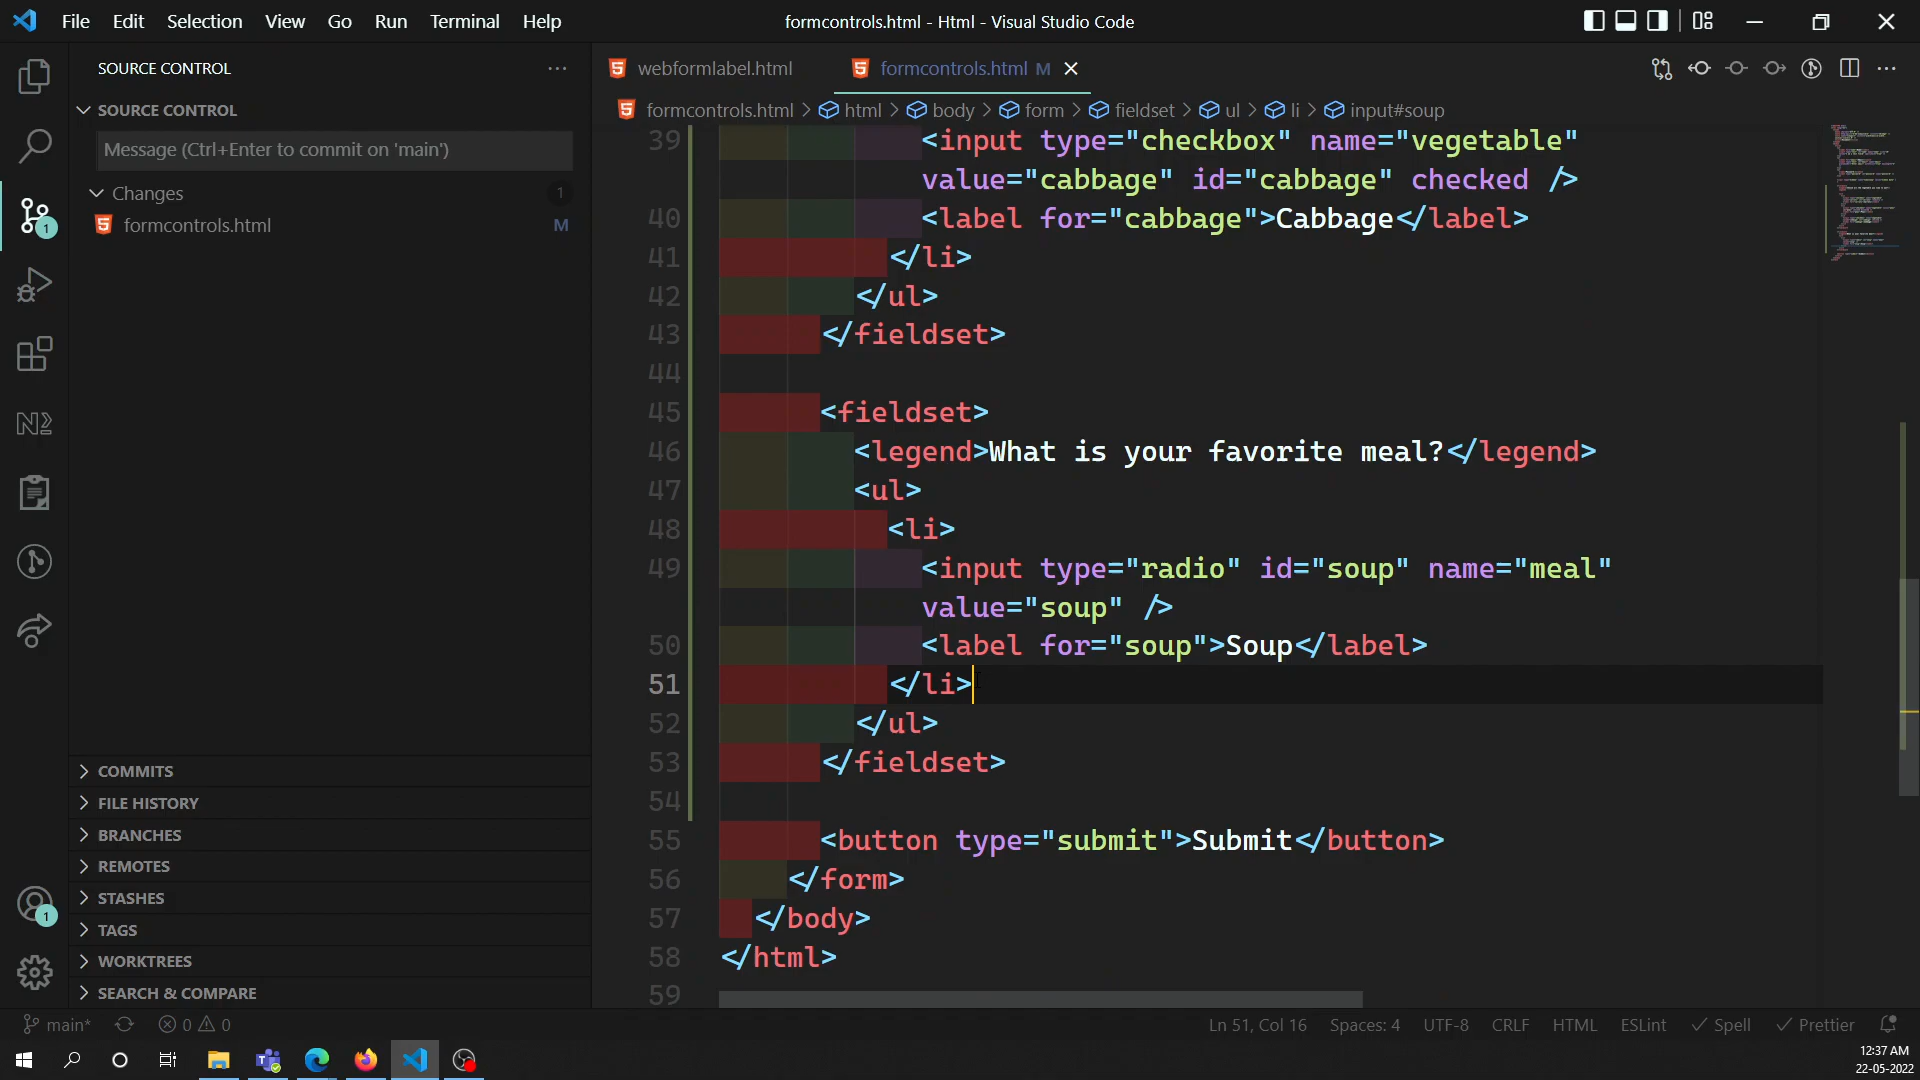 File Edit Selection View Go Run Terminal Help
formcontrols.html - Html - Visual Studio Code
SOURCE CONTROL
SOURCE CONTROL
Message (Ctrl+Enter to commit on 'main')
Changes 1
formcontrols.html M
COMMITS
FILE HISTORY
BRANCHES
REMOTES
STASHES
TAGS
WORKTREES
SEARCH & COMPARE
1
1
webformlabel.html formcontrols.html M
formcontrols.html > html > body > form > fieldset > ul > li > input#soup
39 <input type="checkbox" name="vegetable"
value="cabbage" id="cabbage" checked />
40 <label for="cabbage">Cabbage</label>
41 </li>
42 </ul>
43 </fieldset>
44
45 <fieldset>
46 <legend>What is your favorite meal?</legend>
47 <ul>
48 <li>
49 <input type="radio" id="soup" name="meal"
value="soup" />
50 <label for="soup">Soup</label>
51 </li>
52 </ul>
53 </fieldset>
54
55 <button type="submit">Submit</button>
56 </form>
57 </body>
58 </html>
59
main* 0 0 Ln 51, Col 16 Spaces: 4 UTF-8 CRLF HTML ESLint Spell Prettier
12:37 AM
22-05-2022